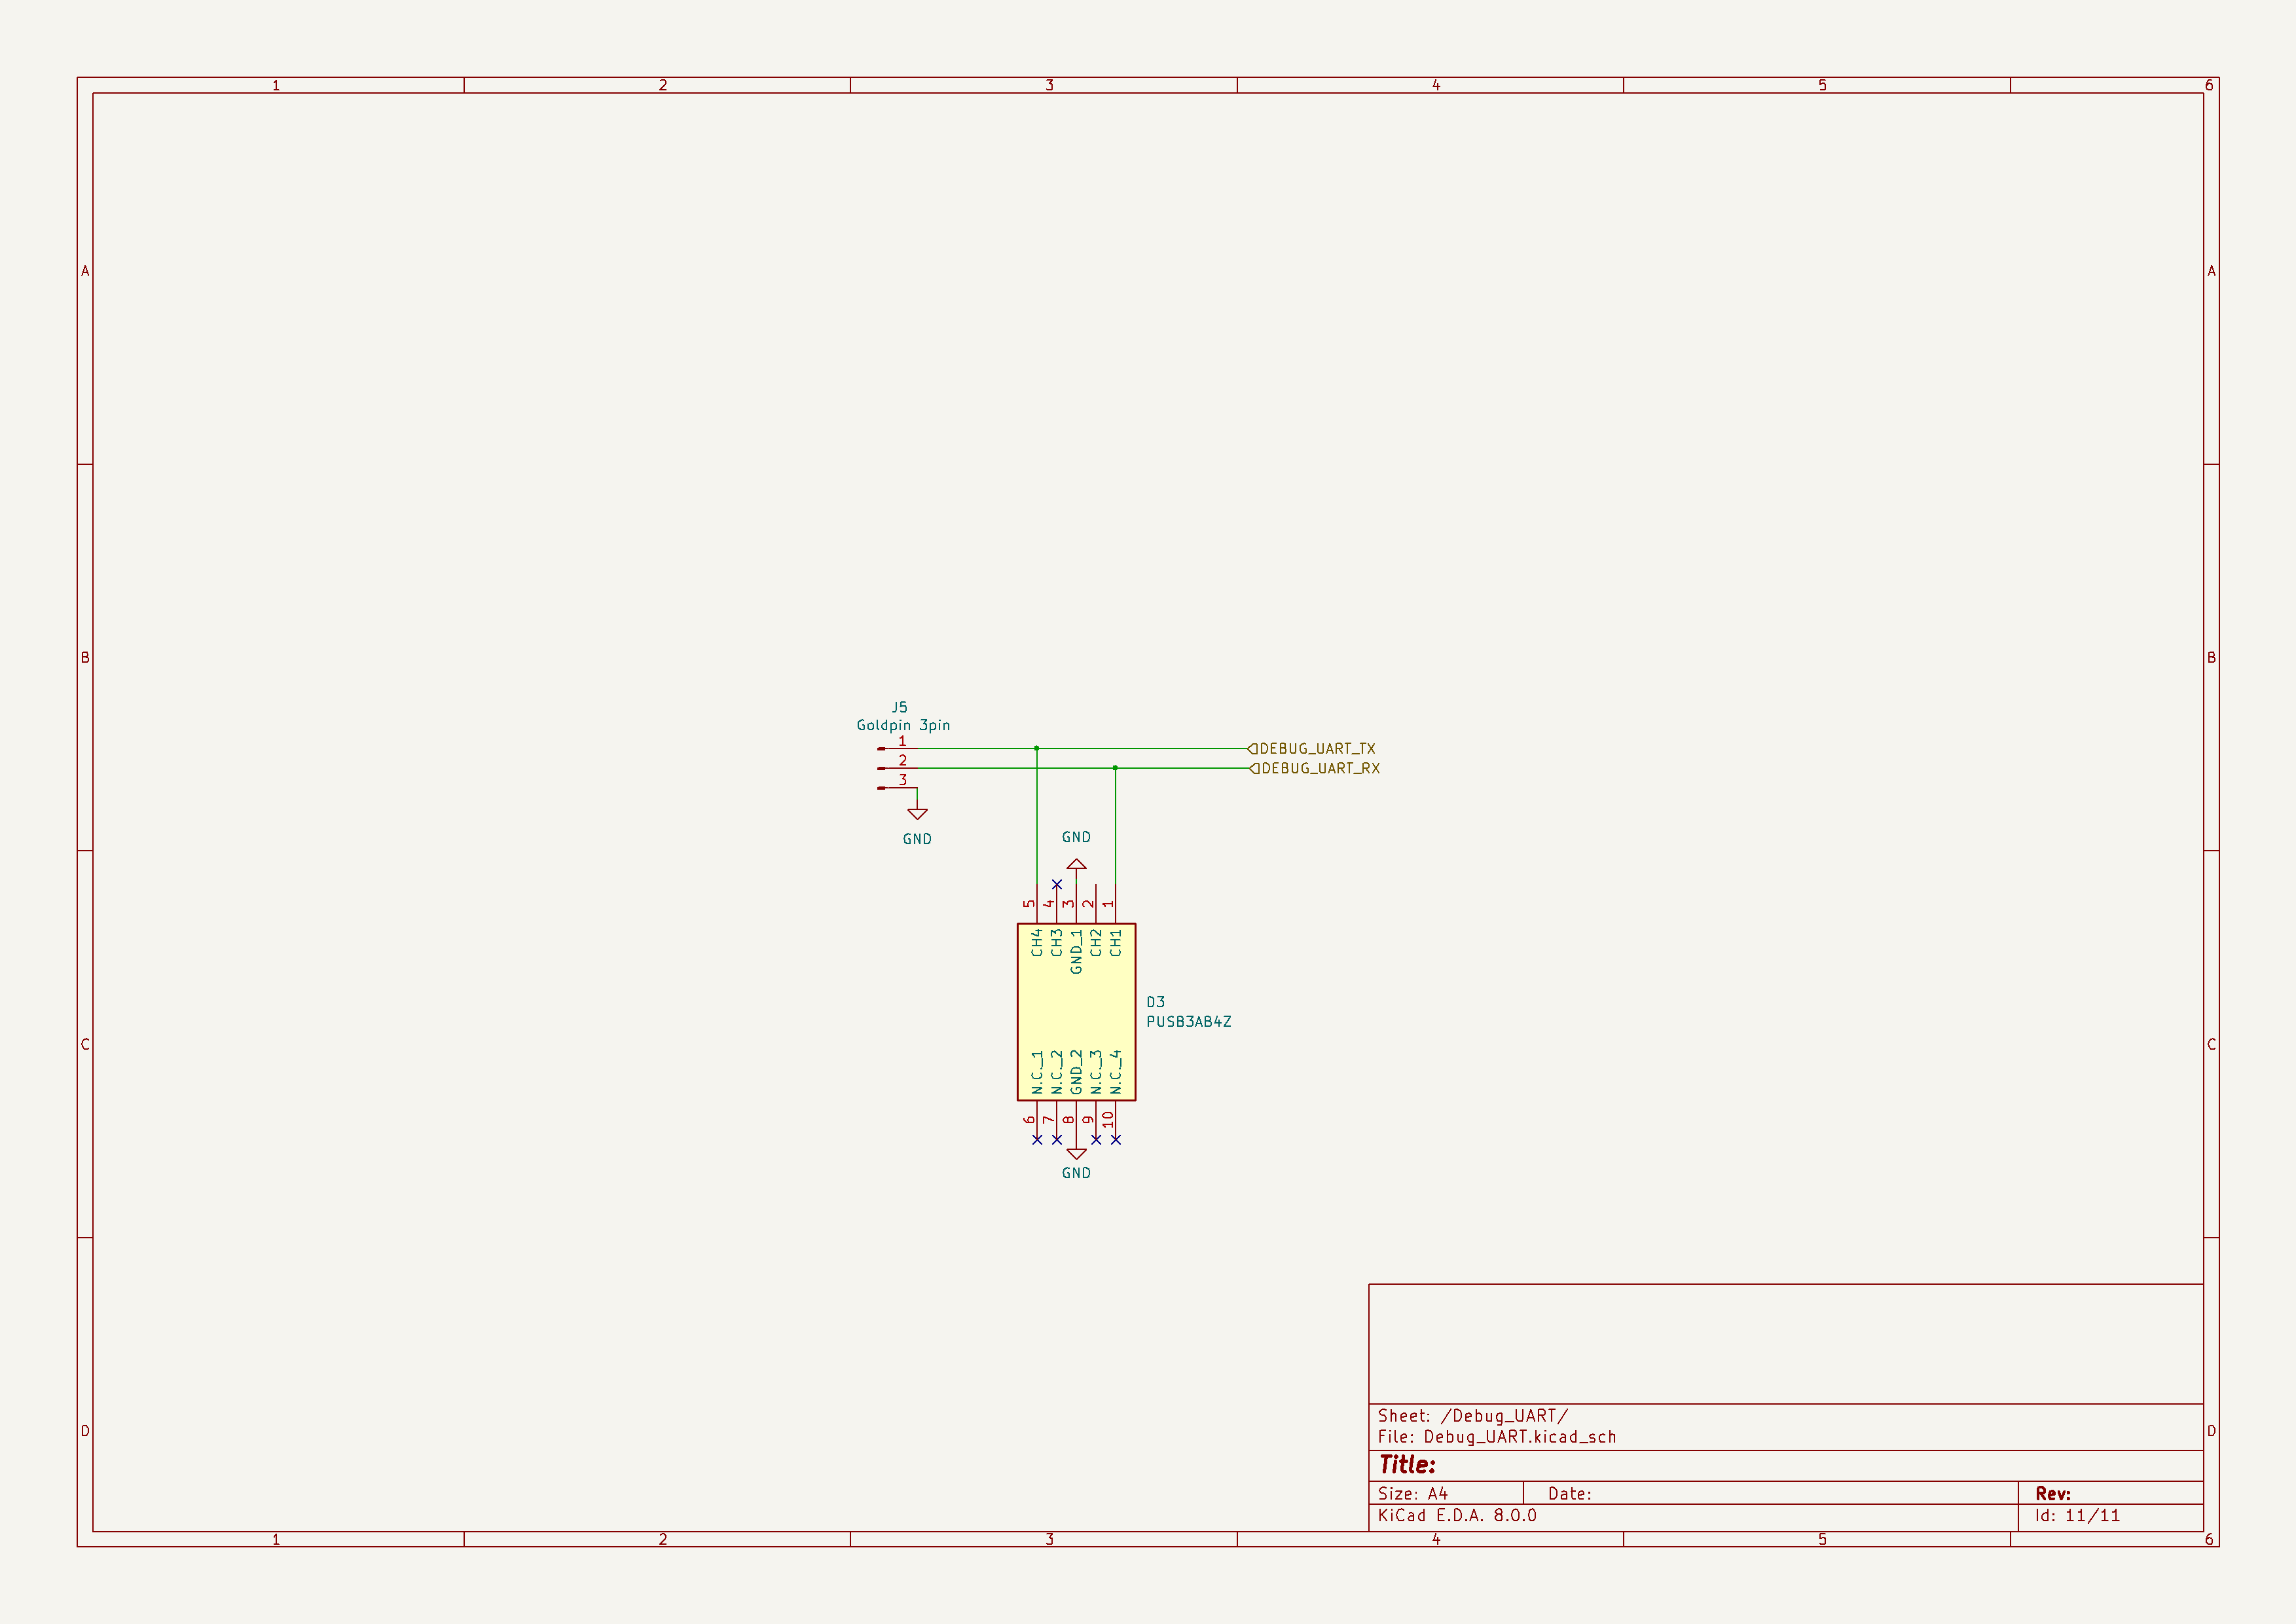 1 2 3 4 5 6
A A
B B
J5
Goldpin 3pin
1
DEBUG_UART_TX
2
DEBUG_UART_RX
3
GND
GND
5 4 3 2 1
CH4 CH3 GND_1 CH2 CH1
D3
PUSB3AB4Z
C C
N.C._1 N.C._2 GND_2 N.C._3 N.C._4
6 7 8 9 10
GND
Sheet: /Debug_UART/
File: Debug_UART.kicad_sch
D D
Title:
Size: A4 Date: Rev:
KiCad E.D.A. 8.0.0 Id: 11/11
1 2 3 4 5 6